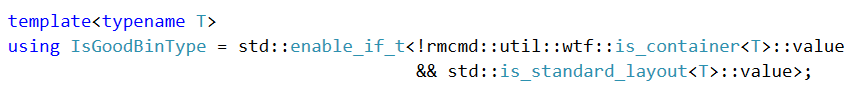 template<typename T>
using IsGoodBinType = std::enable_if_t<!rmcmd::util::wtf::is_container<T>::value
&& std::is_standard_layout<T>::value>;